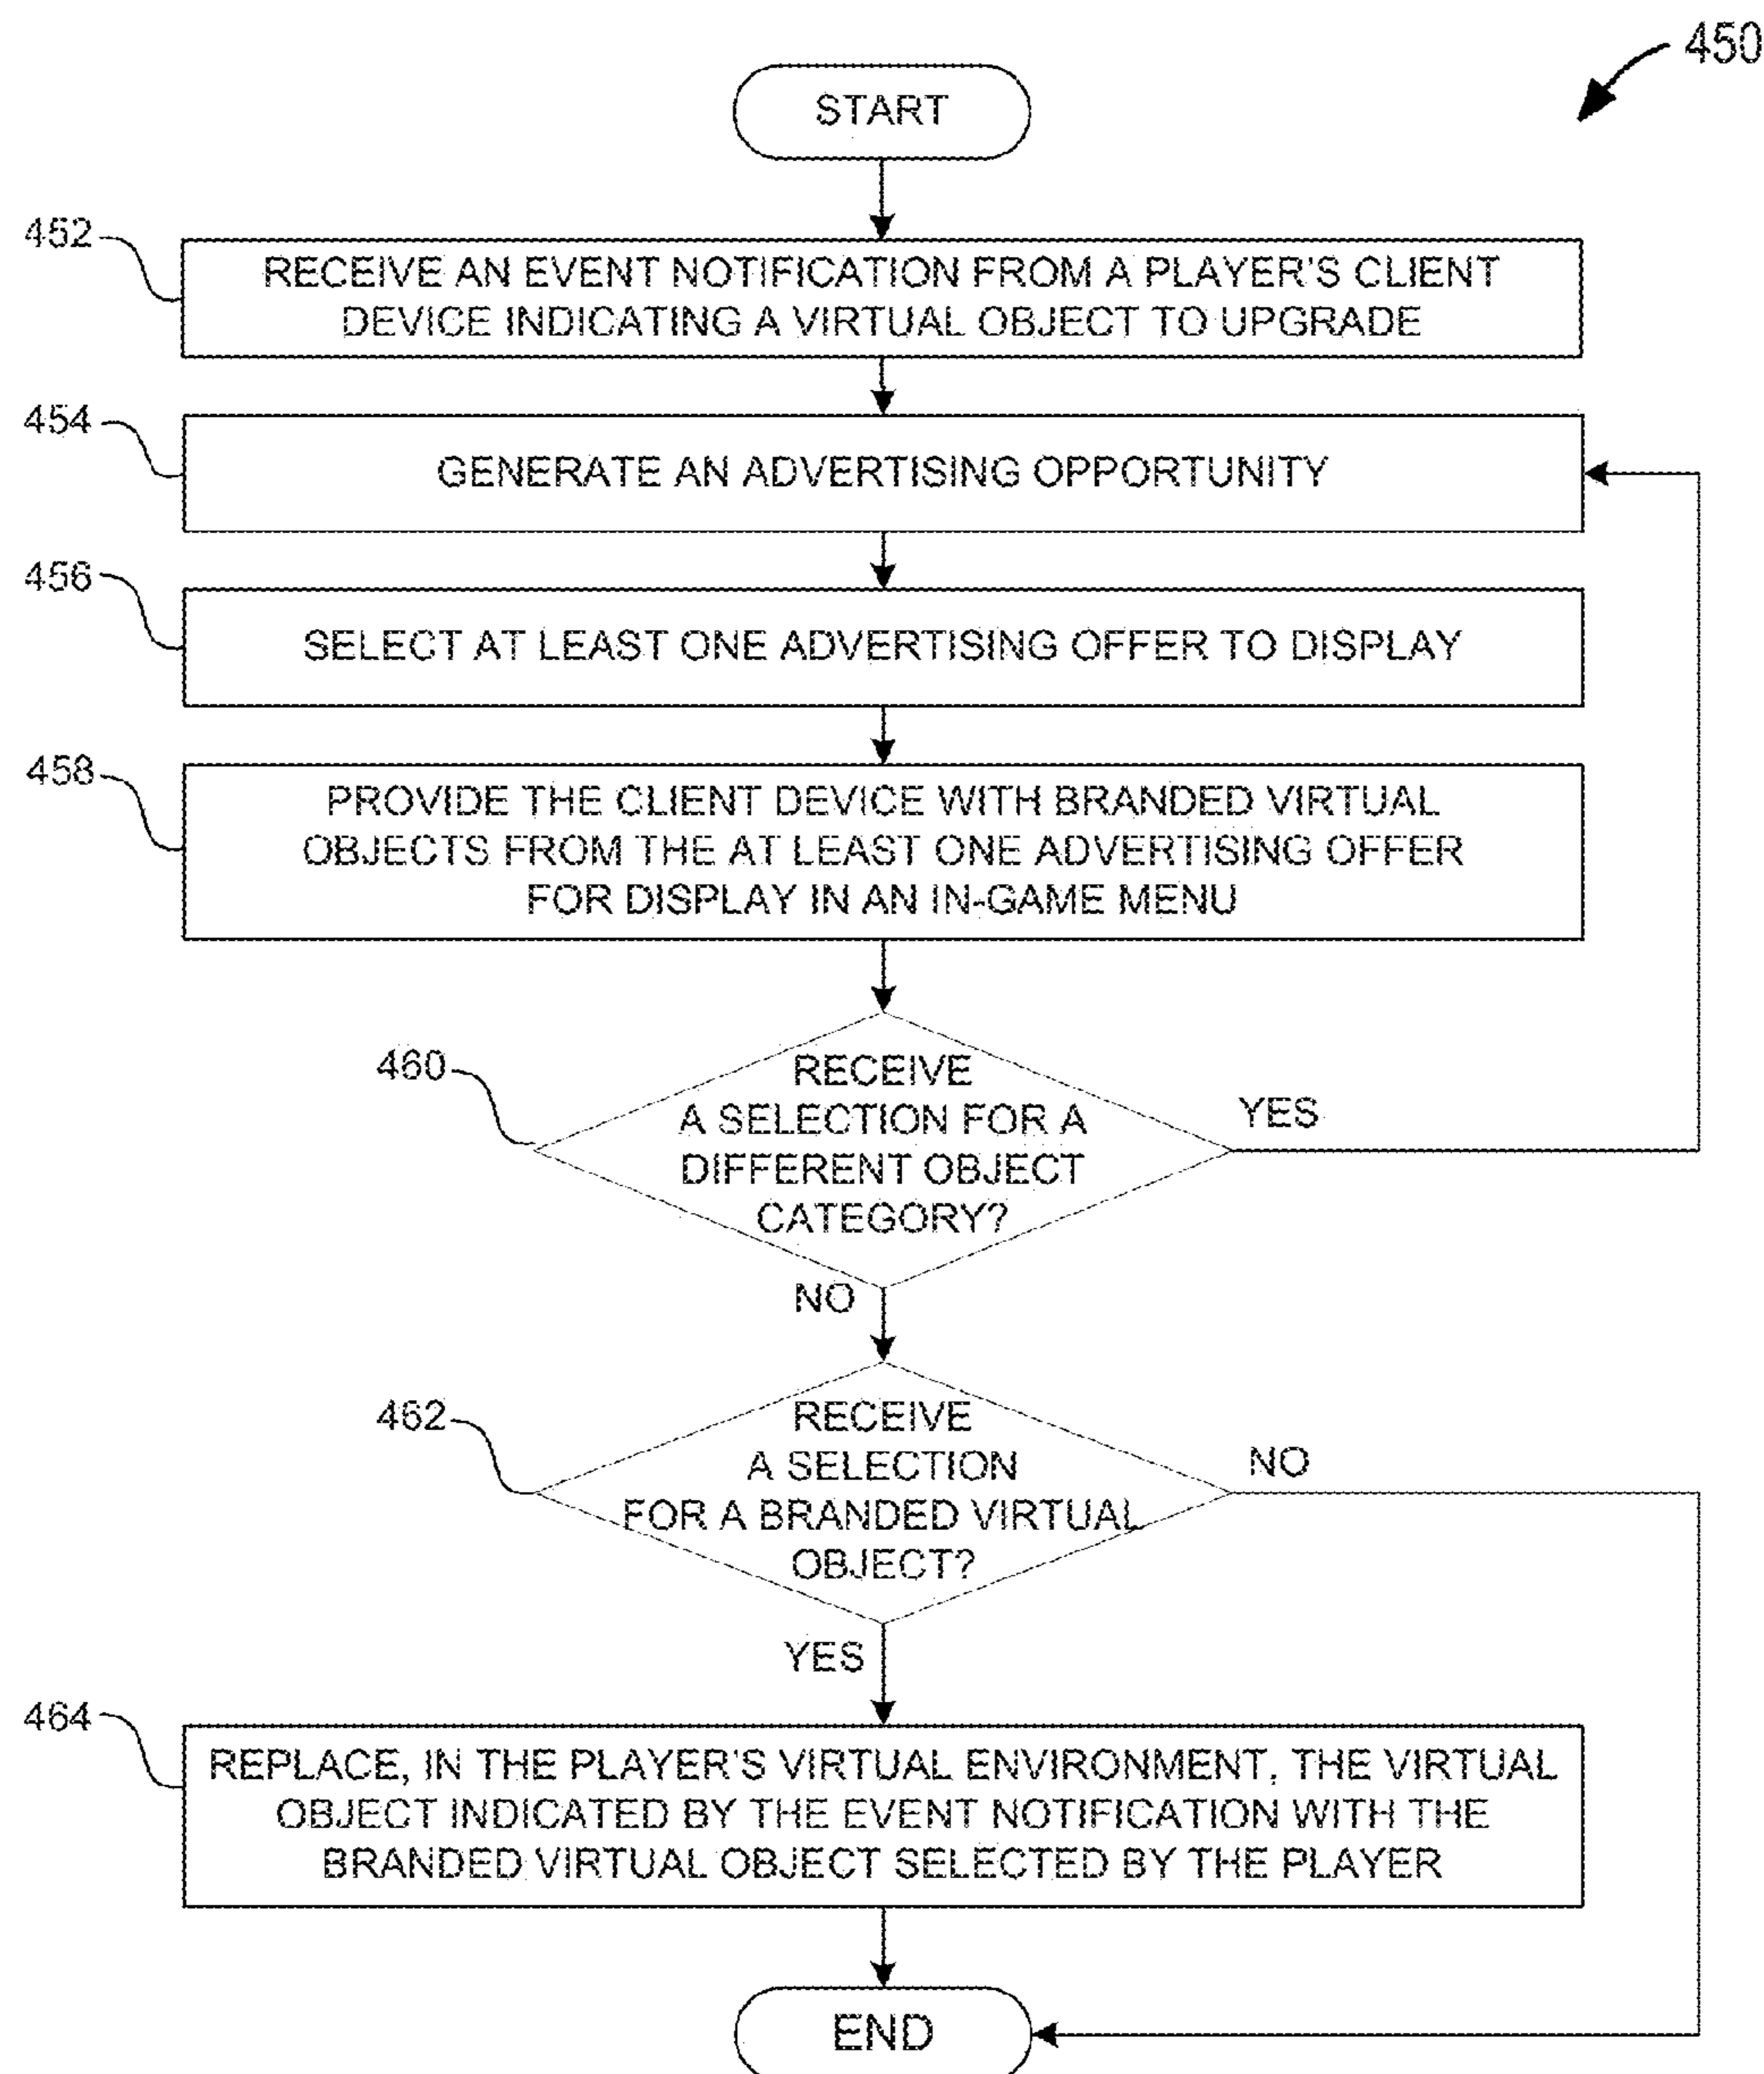 450
START
452
RECEIVE AN EVENT NOTIFICATION FROM A PLAYER'S CLIENT
DEVICE INDICATING A VIRTUAL OBJECT TO UPGRADE
454
GENERATE AN ADVERTISING OPPORTUNITY
456
SELECT AT LEAST ONE ADVERTISING OFFER TO DISPLAY
458
PROVIDE THE CLIENT DEVICE WITH BRANDED VIRTUAL
OBJECTS FROM THE AT LEAST ONE ADVERTISING OFFER
FOR DISPLAY IN AN IN-GAME MENU
460
RECEIVE
A SELECTION FOR A
DIFFERENT OBJECT
CATEGORY?
YES
NO
462
RECEIVE
A SELECTION
FOR A BRANDED VIRTUAL
OBJECT?
NO
YES
464
REPLACE, IN THE PLAYER'S VIRTUAL ENVIRONMENT, THE VIRTUAL
OBJECT INDICATED BY THE EVENT NOTIFICATION WITH THE
BRANDED VIRTUAL OBJECT SELECTED BY THE PLAYER
END